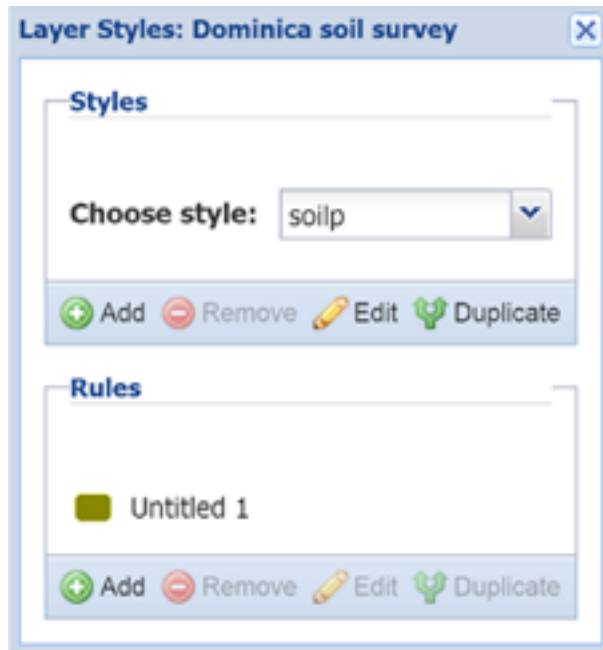 Layer Styles: Dominica soil survey
Styles
Choose style: soilp
Add Remove Edit Duplicate
Rules
Untitled 1
Add Remove Edit Duplicate